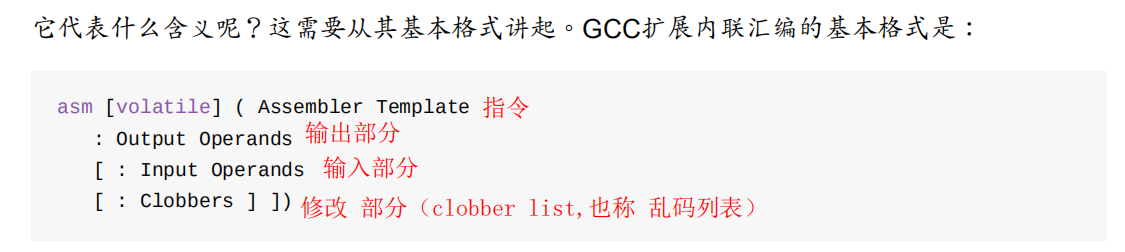 它代表什么含义呢？这需要从其基本格式讲起。GCC扩展内联汇编的基本格式是：
asm [volatile] ( Assembler Template 指令
: Output Operands 输出部分
[ : Input Operands 输入部分
[ : Clobbers ] ]) 修改 部分（clobber list,也称 乱码列表）